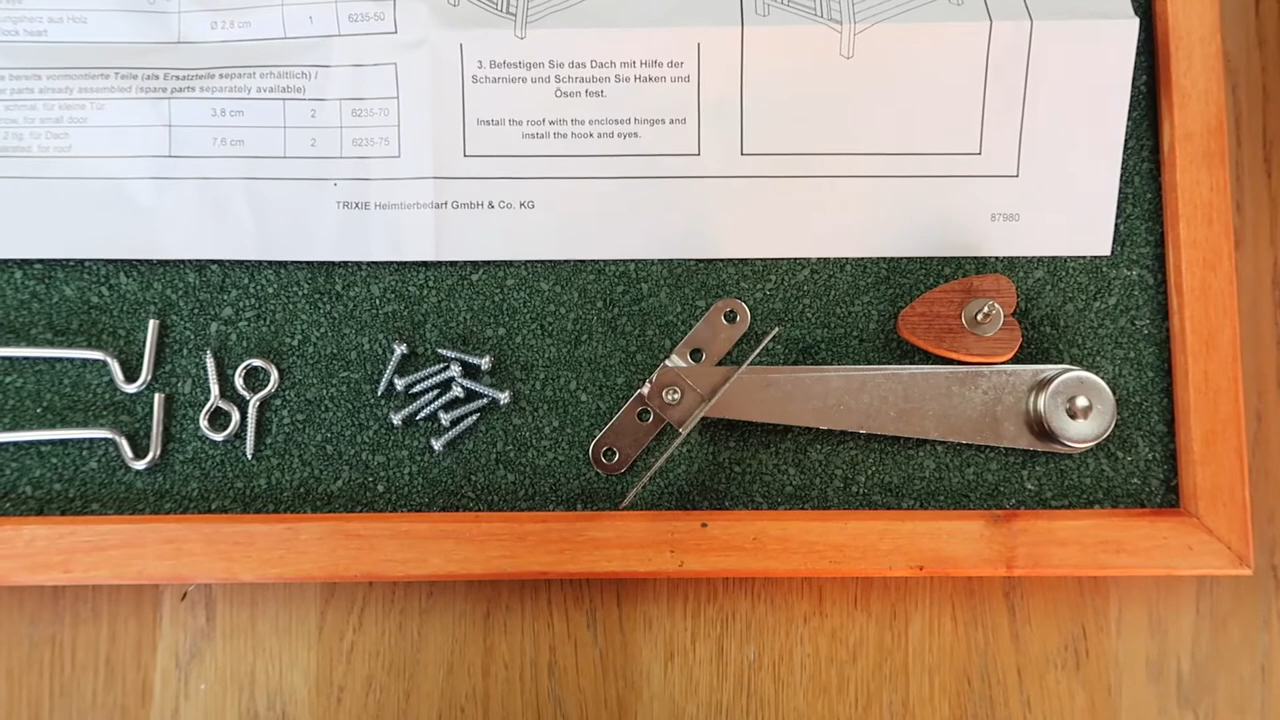 ungsherz aus Holz
lock heart
Ø 2,8 cm
1
6235-50
e bereits vormontierte Teile (als Ersatzteile separat erhältlich) /
er parts already assembled (spare parts separately available)
schmal, für kleine Tür
row, for small door
3,8 cm
2
6235-70
2 tlg. für Dach
for roof
7,6 cm
2
6235-75
3. Befestigen Sie das Dach mit Hilfe der
Scharniere und Schrauben Sie Haken und
Ösen fest.
Install the roof with the enclosed hinges and
install the hook and eyes.
TRIXIE Heimtierbedarf GmbH & Co. KG
87980